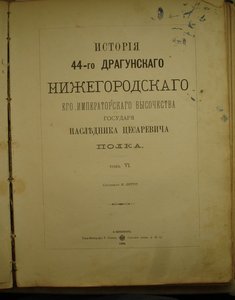 ИСТОРІЯ
44-го ДРАГУНСКАГО
НИЖЕГОРОДСКАГО
ЕГО ИМПЕРАТОРСКАГО ВЫСОЧЕСТВА
ГОСУДАРЯ
НАСЛѢДНИКА ЦЕСАРЕВИЧА
ПОЛКА.
ТОМЪ VI.